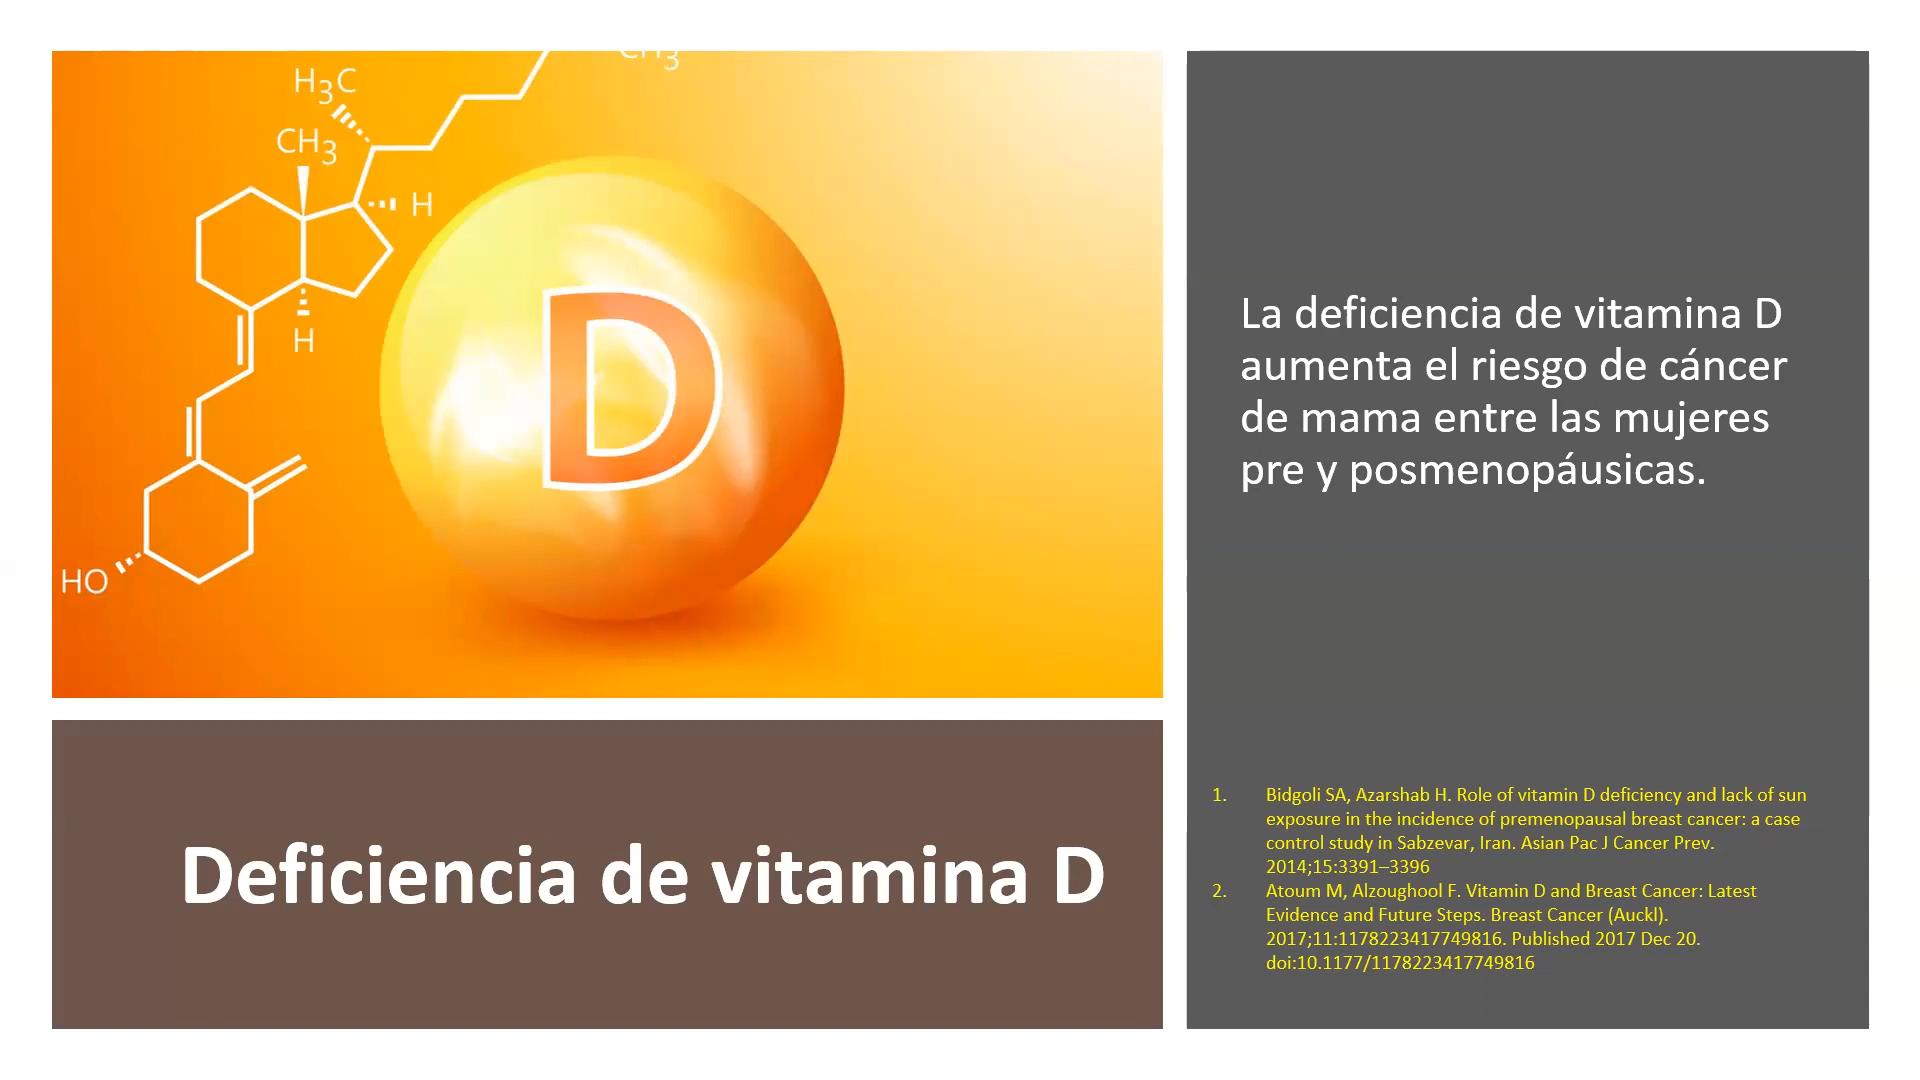 CH3
H3C
CH3
H
H
HO
D
Deficiencia de vitamina D
La deficiencia de vitamina D
aumenta el riesgo de cáncer
de mama entre las mujeres
pre y posmenopáusicas.
1. Bidgoli SA, Azarshab H. Role of vitamin D deficiency and lack of sun
exposure in the incidence of premenopausal breast cancer: a case
control study in Sabzevar, Iran. Asian Pac J Cancer Prev.
2014;15:3391–3396
2. Atoum M, Alzoughool F. Vitamin D and Breast Cancer: Latest
Evidence and Future Steps. Breast Cancer (Auckl).
2017;11:1178223417749816. Published 2017 Dec 20.
doi:10.1177/1178223417749816